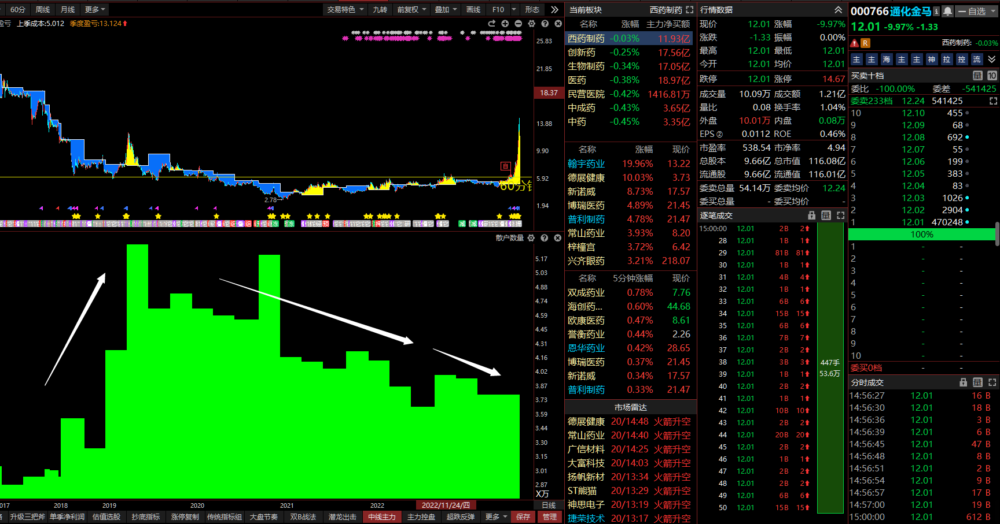 60分 周线 月线 更多 交易特色 九转 前复权 叠加 画线 F10 形态
盈亏 上季成本:5.012 季度盈亏:13.124
25.83
21.85
18.37
13.88
9.90
5.92
1.94
自
60分钟
2.78→
散户数量
5.17
5.03
4.88
4.74
4.59
4.45
4.31
4.16
4.02
3.87
3.73
3.59
3.44
3.30
3.15
3.01
2.87
X万
017 2018 2019 2020 2021 2022 2022/11/24/四 日线
升级三把斧 单季净利润 估值选股 抄底指标 涨停复制 传统指标组 大盘节奏 双B战法 潜龙出击 中线主力 主力控盘 超跌反弹 更多 保存 管理
当前板块 西药制药
名称 涨幅 主力净买额
西药制药 -0.03% 11.93亿
创新药 -0.25% 17.56亿
生物制药 -0.34% 17.05亿
医药 -0.38% 18.97亿
民营医院 -0.42% 1416.81万
中成药 -0.43% 3.65亿
中药 -0.45% 3.35亿
名称 涨幅 现价
翰宇药业 19.96% 13.22
德展健康 10.03% 3.73
新诺威 8.73% 17.57
博瑞医药 4.89% 21.45
普利制药 4.78% 21.47
常山药业 3.93% 8.20
梓橦宫 3.72% 6.42
兴齐眼药 3.21% 218.07
名称 5分钟涨幅 现价
双成药业 0.78% 7.76
海创药... 0.60% 44.68
欧康医药 0.47% 8.61
誉衡药业 0.44% 2.26
恩华药业 0.42% 28.65
博瑞医药 0.37% 21.45
新诺威 0.34% 17.57
普利制药 0.33% 21.47
市场雷达
德展健康 20/14:48 火箭升空
常山药业 20/14:40 火箭升空
广信材料 20/14:25 火箭升空
大富科技 20/14:03 火箭升空
扬帆新材 20/13:34 火箭升空
ST熊猫 20/13:29 火箭升空
神思电子 20/13:19 火箭升空
捷荣技术 20/13:17 火箭升空
行情数据
现价 12.01 涨幅 -9.97%
涨跌 -1.33 振幅 0.00%
最高 12.01 最低 12.01
今开 12.01 均价 12.01
跌停 12.01 涨停 14.67
成交量 10.09万 成交额 1.21亿
量比 0.08 换手率 1.04%
外盘 10.01万 内盘 0.08万
EPS② 0.0112 ROE 0.46%
市盈率 538.54 市净率 4.94
总股本 9.66亿 总市值 116.08亿
流通股 9.66亿 流通值 116.01亿
委卖总量 54.14万 委卖均价 12.24
委买总量 - 委买均价 -
逐笔成交
15:00:00 12.01 2B 2
28 12.01 1B 1
29 12.01 81B 81
30 12.01 1B 1
31 12.01 4B 4
32 12.01 1B 1
33 12.01 6B 6
34 12.01 15B 15
35 12.01 6B 6
36 12.01 7B 7
37 12.01 2B 2
38 12.01 3B 3
39 12.01 1B 1
40 12.01 2B 2
41 12.01 1B 1
42 12.01 10B 10
43 12.01 2B 2
44 12.01 20B 20
45 12.01 2B 2
46 12.01 1B 1
47 12.01 2B 2
48 12.01 2B 2
49 12.01 6B 6
50 12.01 15B 15
447手
53.6万
000766 通化金马 自选
12.01 -9.97% -1.33
R 西药制药: -0.03%
主 主 海 主 主 神 拉 控 流
买卖十档 量 10
委比 -100.00% 委差 -541425
委卖233档 12.24 541425
10 12.10 455
9 12.09 68
8 12.08 692
7 12.07 55
6 12.06 199
5 12.05 383
4 12.04 83
3 12.03 1026
2 12.02 2904
1 12.01 470248
100%
1 - -
2 - -
3 - -
4 - -
5 - -
6 - -
7 - -
8 - -
9 - -
10 - -
委买0档 - -
分时成交
14:56:27 12.01 16 B
14:56:30 12.01 18 B
14:56:36 12.01 3 B
14:56:39 12.01 6 B
14:56:45 12.01 47 B
14:56:48 12.01 8 B
14:56:51 12.01 2 B
14:56:54 12.01 9 B
14:56:57 12.01 17 B
14:57:00 12.01 19 B
15:00:00 12.01 612 B